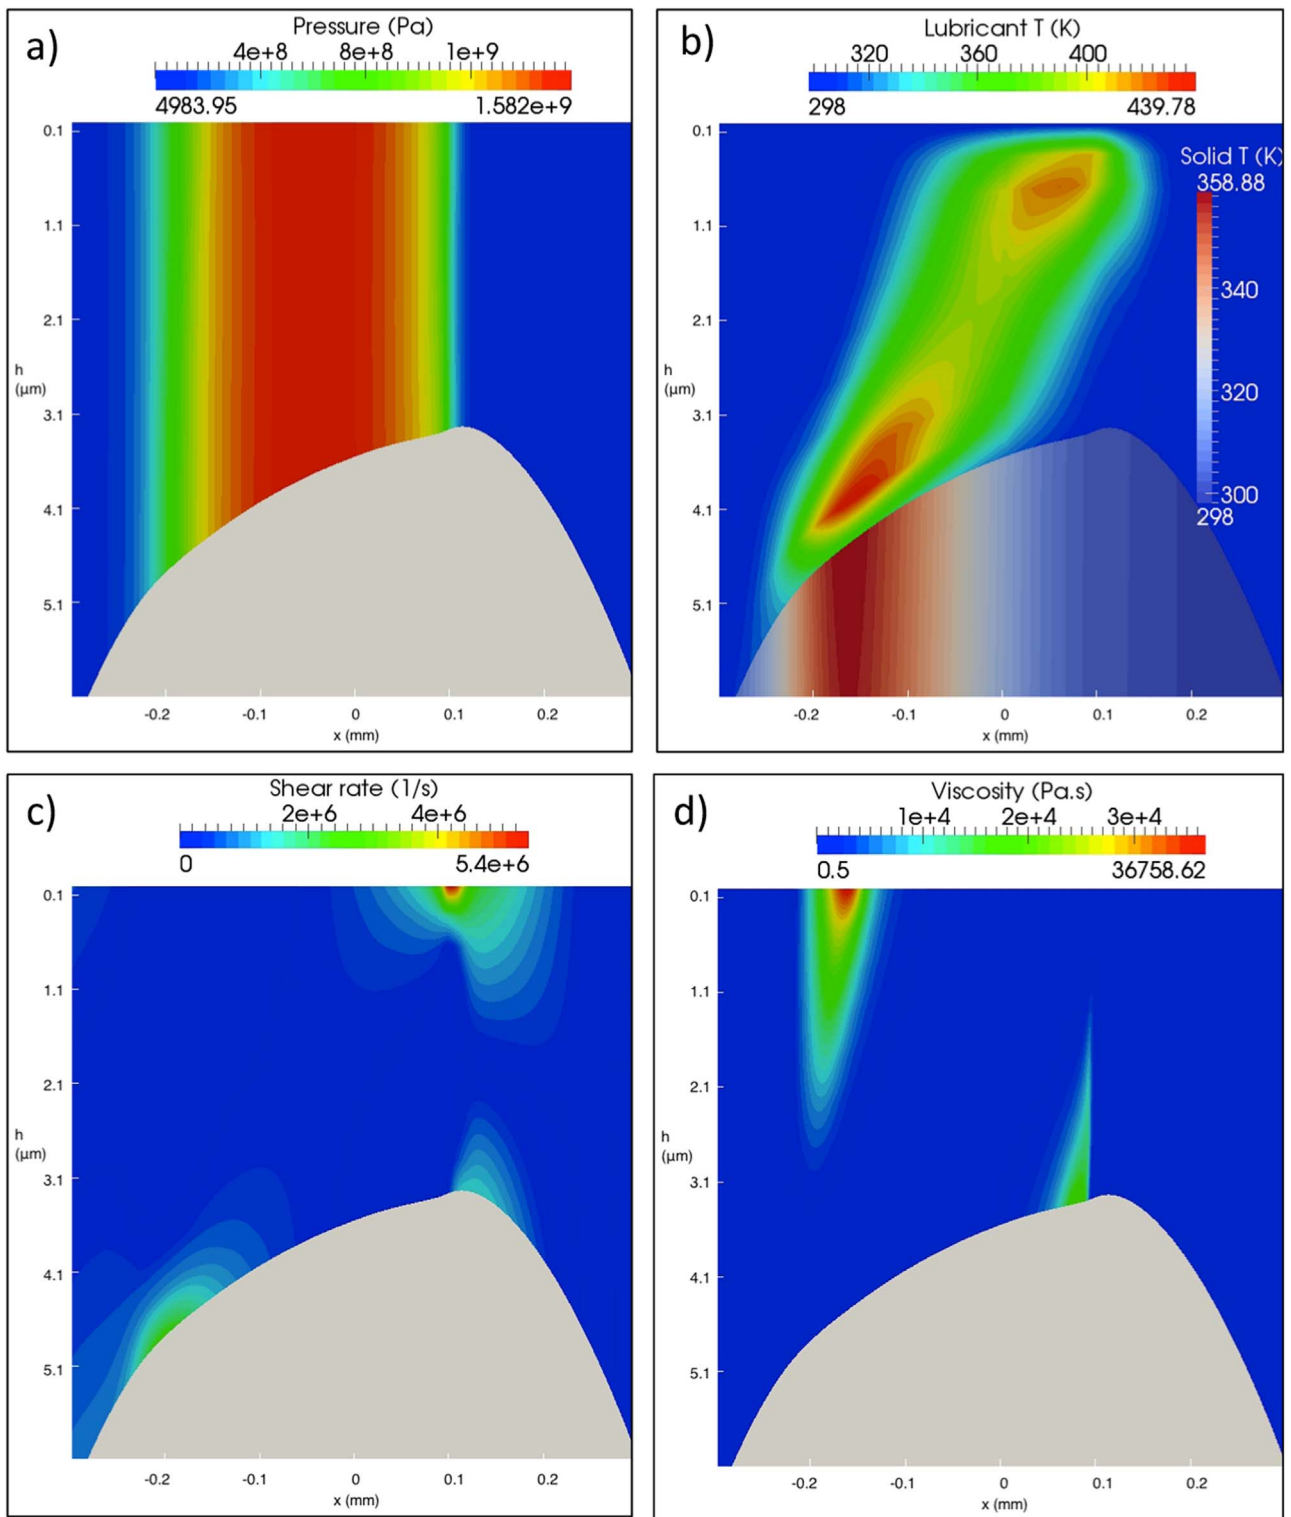 a)
Pressure (Pa)
4e+8 8e+8 1e+9
4983.95 1.582e+9
0.1
1.1
2.1
h
(μm)
3.1
4.1
5.1
-0.2 -0.1 0 0.1 0.2
x (mm)
b)
Lubricant T (K)
320 360 400
298 439.78
Solid T (K)
358.88
340
320
300
298
0.1
1.1
2.1
h
(μm)
3.1
4.1
5.1
-0.2 -0.1 0 0.1 0.2
x (mm)
c)
Shear rate (1/s)
2e+6 4e+6
0 5.4e+6
0.1
1.1
2.1
h
(μm)
3.1
4.1
5.1
-0.2 -0.1 0 0.1 0.2
x (mm)
d)
Viscosity (Pa.s)
1e+4 2e+4 3e+4
0.5 36758.62
0.1
1.1
2.1
h
(μm)
3.1
4.1
5.1
-0.2 -0.1 0 0.1 0.2
x (mm)